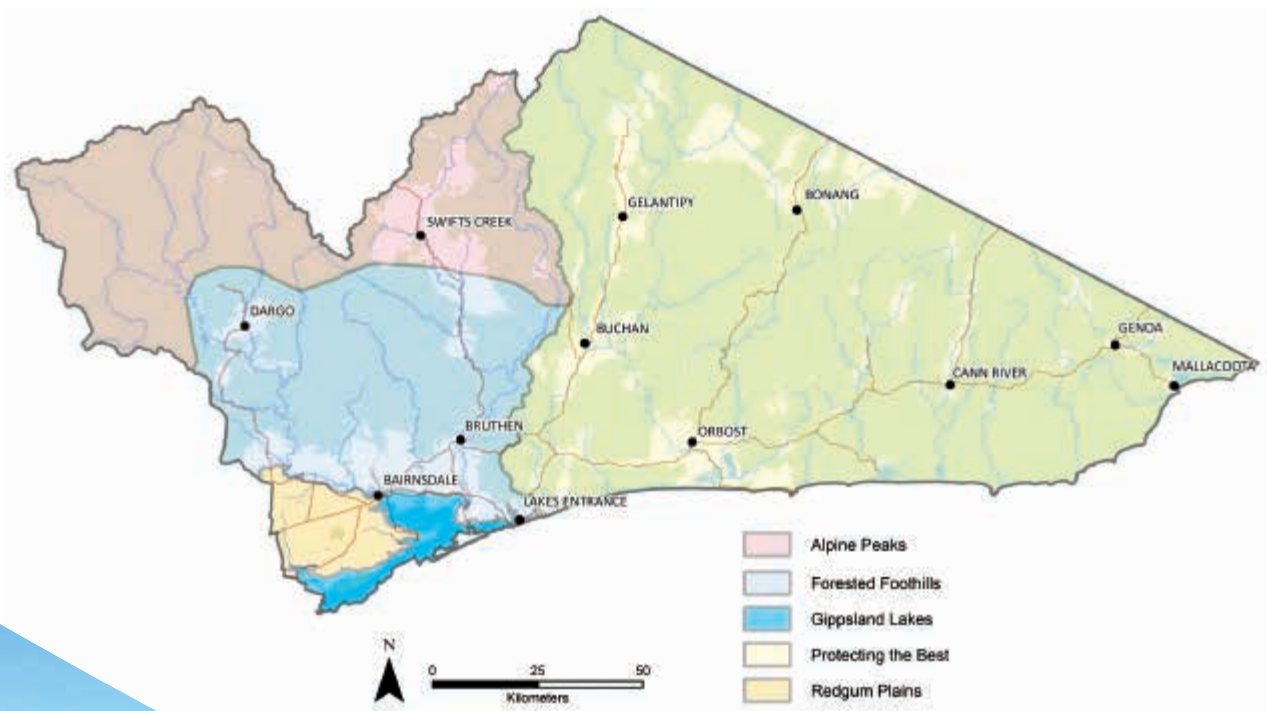 GELANTIPY
BONANG
SWIFTS CREEK
DARGO
BUCHAN
GENOA
MALLACOOTA
CANN RIVER
BRUTHEN
ORBOST
BAIRNSDALE
LAKES ENTRANCE
Alpine Peaks
Forested Foothills
Gippsland Lakes
Protecting the Best
Redgum Plains
N
0 25 50
Kilometers